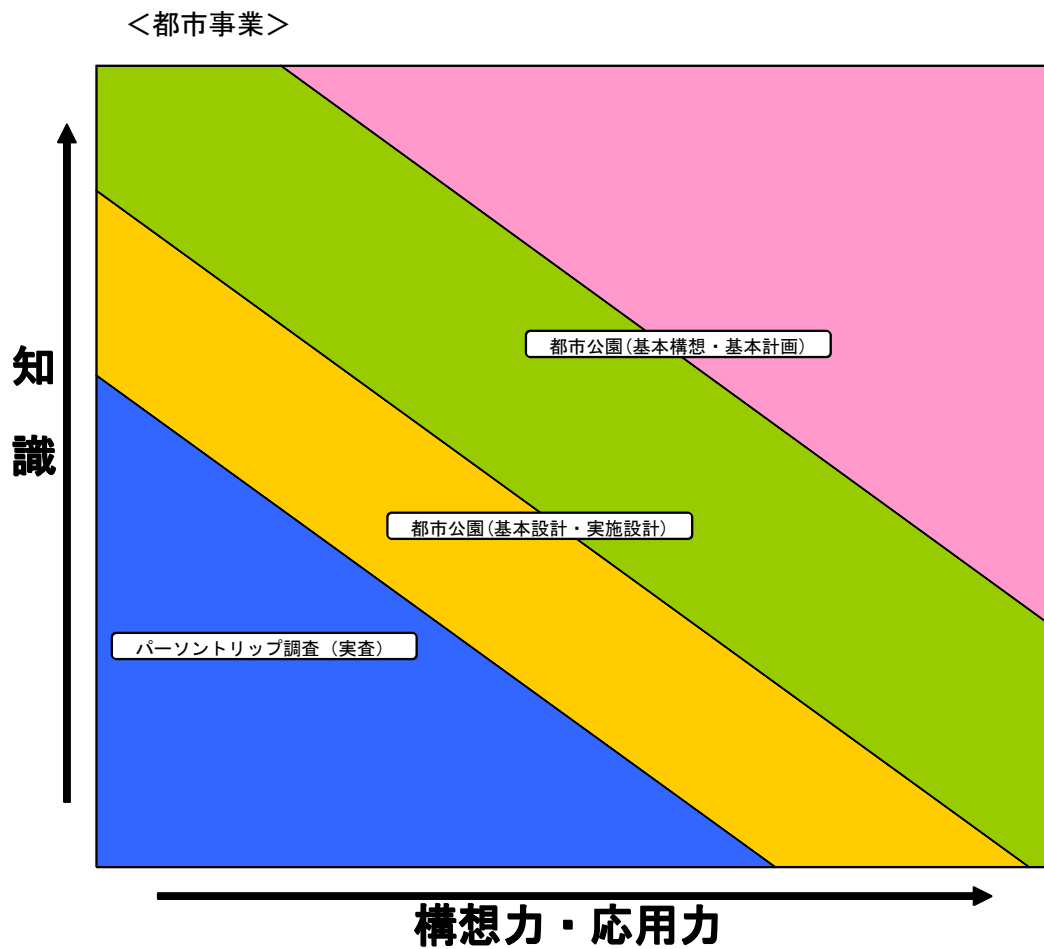 ＜都市事業＞
都市公園(基本構想・基本計画)
知
識
都市公園(基本設計・実施設計)
パーソントリップ調査（実査）
構想力・応用力